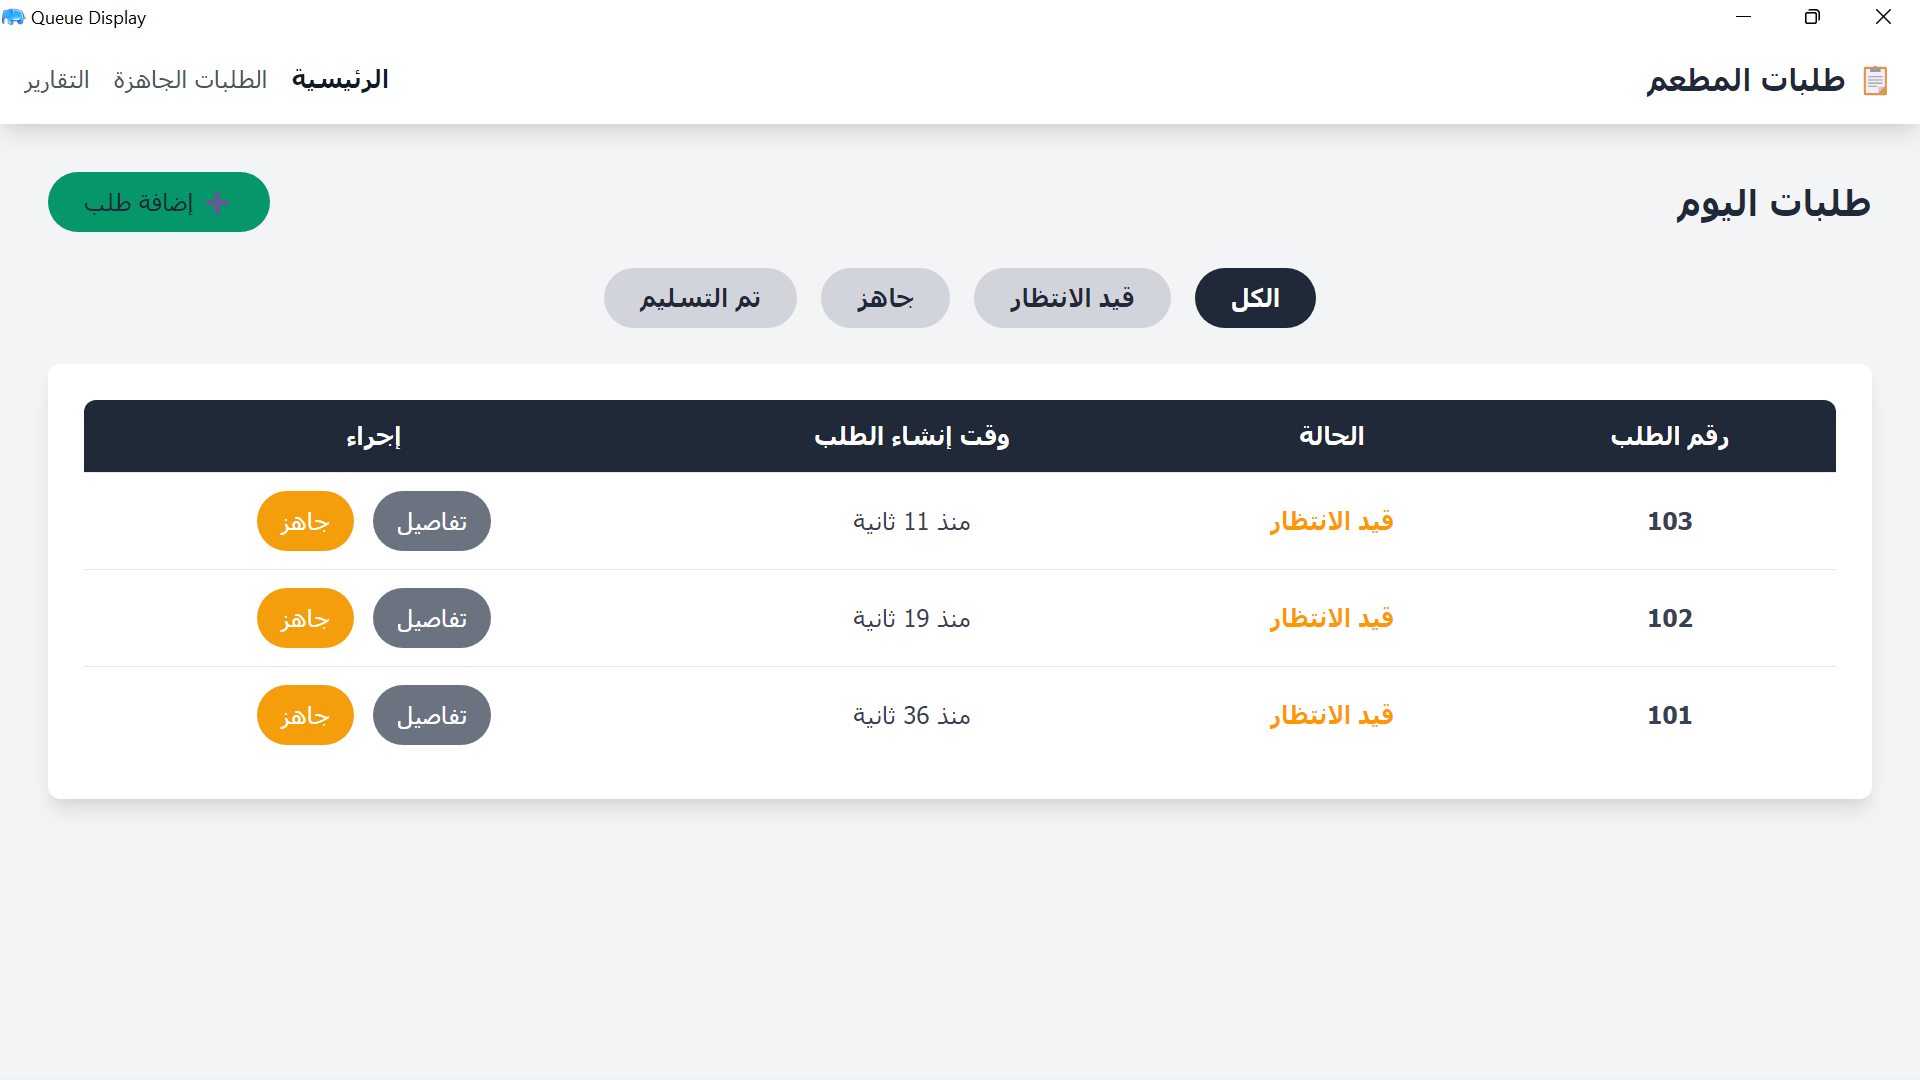 Queue Display
📋 طلبات المطعم
الرئيسية الطلبات الجاهزة التقارير
طلبات اليوم
➕ إضافة طلب
الكل قيد الانتظار جاهز تم التسليم
رقم الطلب الحالة وقت إنشاء الطلب إجراء
103 قيد الانتظار منذ 11 ثانية تفاصيل جاهز
102 قيد الانتظار منذ 19 ثانية تفاصيل جاهز
101 قيد الانتظار منذ 36 ثانية تفاصيل جاهز